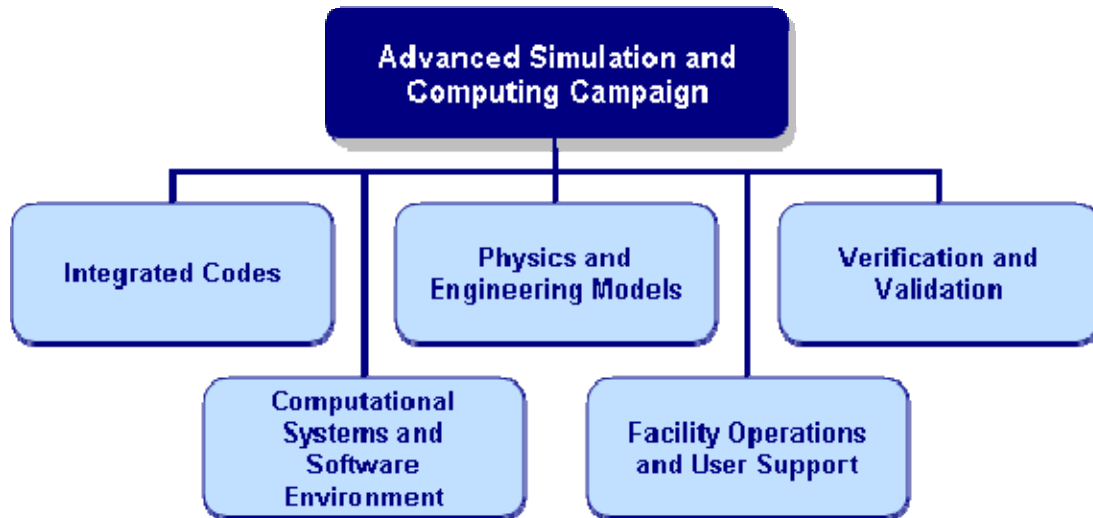 Advanced Simulation and
Computing Campaign
Integrated Codes
Physics and
Engineering Models
Verification and
Validation
Computational
Systems and
Software
Environment
Facility Operations
and User Support